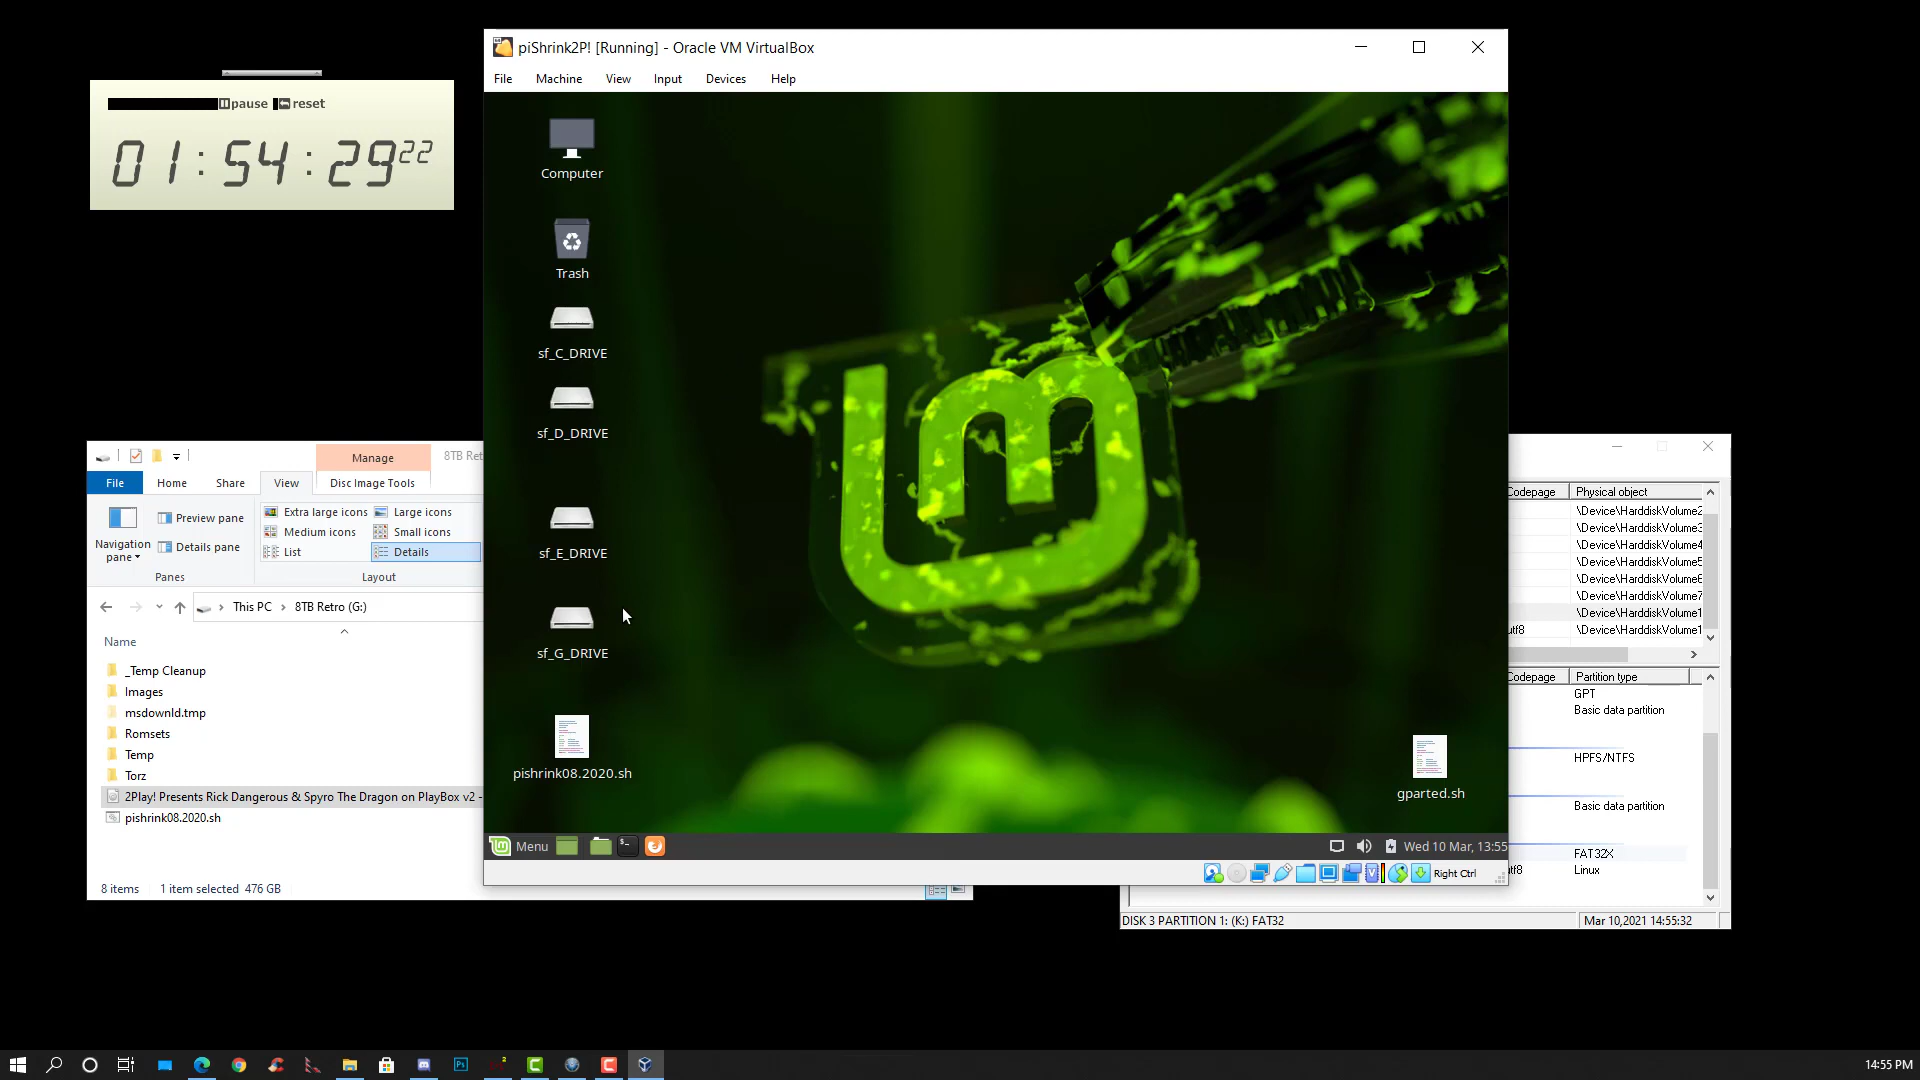 piShrink2P! [Running] - Oracle VM VirtualBox
File Machine View Input Devices Help
pause reset
01:54:29 22
Computer
Trash
sf_C_DRIVE
sf_D_DRIVE
sf_E_DRIVE
sf_G_DRIVE
pishrink08.2020.sh
gparted.sh
Menu
Wed 10 Mar, 13:55
Right Ctrl
Manage
8TB Ret
File Home Share View Disc Image Tools
Preview pane
Details pane
Navigation
pane
Extra large icons Large icons
Medium icons Small icons
List Details
Panes Layout
This PC 8TB Retro (G:)
Name
_Temp Cleanup
Images
msdownld.tmp
Romsets
Temp
Torz
2Play! Presents Rick Dangerous & Spyro The Dragon on PlayBox v2 -
pishrink08.2020.sh
8 items 1 item selected 476 GB
Codepage Physical object
\Device\HarddiskVolume2
\Device\HarddiskVolume3
\Device\HarddiskVolume4
\Device\HarddiskVolume5
\Device\HarddiskVolume6
\Device\HarddiskVolume7
\Device\HarddiskVolume1
utf8 \Device\HarddiskVolume1
Codepage Partition type
GPT
Basic data partition
HPFS/NTFS
Basic data partition
FAT32X
utf8 Linux
DISK 3 PARTITION 1: (K:) FAT32
Mar 10,2021 14:55:32
Ps
14:55 PM